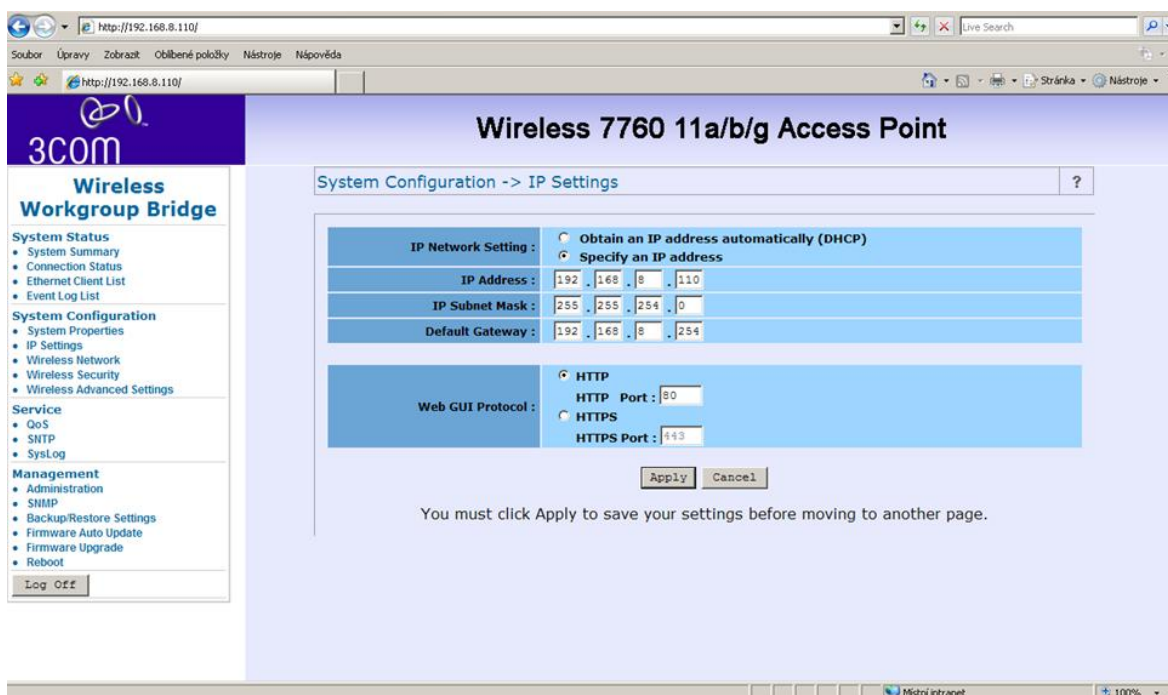 http://192.168.8.110/
Live Search
Soubor Úpravy Zobrazit Oblíbené položky Nástroje Nápověda
http://192.168.8.110/
Stránka Nástroje
3com
Wireless 7760 11a/b/g Access Point
Wireless
Workgroup Bridge
System Status
System Summary
Connection Status
Ethernet Client List
Event Log List
System Configuration
System Properties
IP Settings
Wireless Network
Wireless Security
Wireless Advanced Settings
Service
QoS
SNTP
SysLog
Management
Administration
SNMP
Backup/Restore Settings
Firmware Auto Update
Firmware Upgrade
Reboot
Log Off
System Configuration -> IP Settings ?
IP Network Setting : Obtain an IP address automatically (DHCP)
Specify an IP address
IP Address : 192 . 168 . 8 . 110
IP Subnet Mask : 255 . 255 . 254 . 0
Default Gateway : 192 . 168 . 8 . 254
Web GUI Protocol :
HTTP
HTTP Port : 80
HTTPS
HTTPS Port : 443
Apply Cancel
You must click Apply to save your settings before moving to another page.
Místní intranet 100%